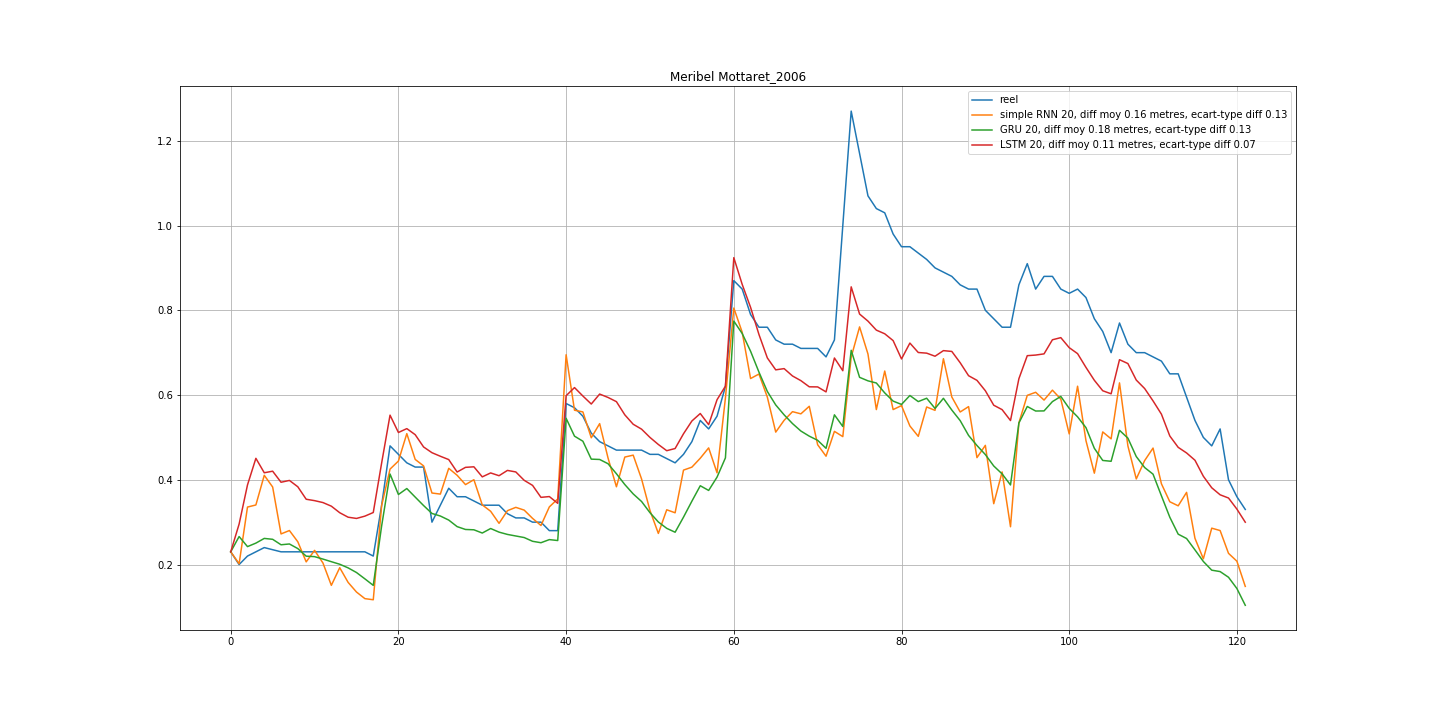 Meribel Mottaret_2006
reel
simple RNN 20, diff moy 0.16 metres, ecart-type diff 0.13
GRU 20, diff moy 0.18 metres, ecart-type diff 0.13
LSTM 20, diff moy 0.11 metres, ecart-type diff 0.07
1.2
1.0
0.8
0.6
0.4
0.2
0 20 40 60 80 100 120